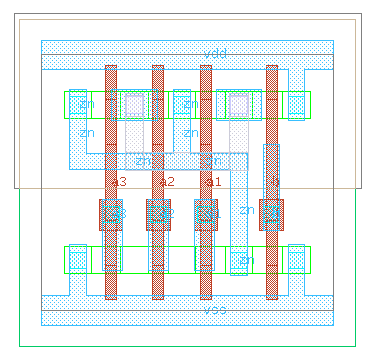 vdd
zn zn
zn zn
zn zn
a3 a2 a1 b
a3 a2 a1
zn
zn
vss